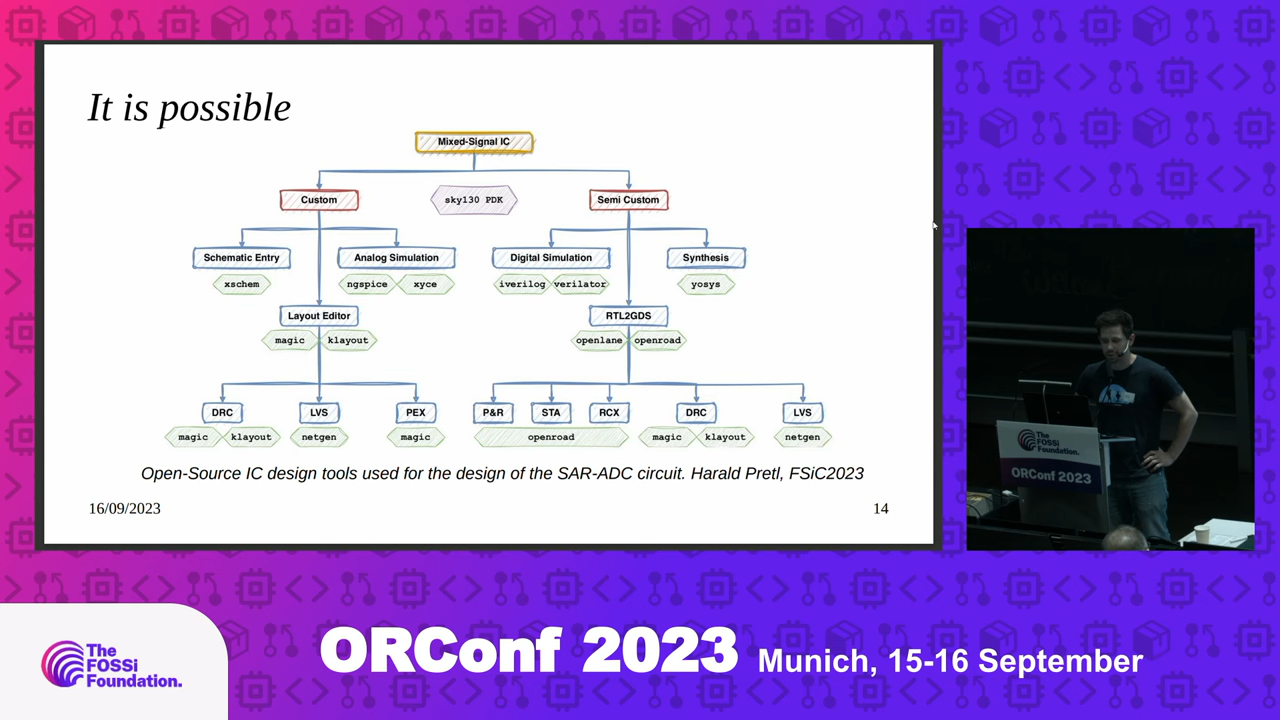 It is possible
Mixed-Signal IC
Custom
sky130 PDK
Semi Custom
Schematic Entry
Analog Simulation
Digital Simulation
Synthesis
xschem
ngspice
xyce
iverilog
verilator
yosys
Layout Editor
RTL2GDS
magic
klayout
openlane
openroad
DRC
LVS
PEX
P&R
STA
RCX
DRC
LVS
magic
klayout
netgen
magic
openroad
magic
klayout
netgen
Open-Source IC design tools used for the design of the SAR-ADC circuit. Harald Pretl, FSiC2023
16/09/2023
14
The
FOSSi
Foundation.
ORConf 2023
The
FOSSi
Foundation.
ORConf 2023 Munich, 15-16 September